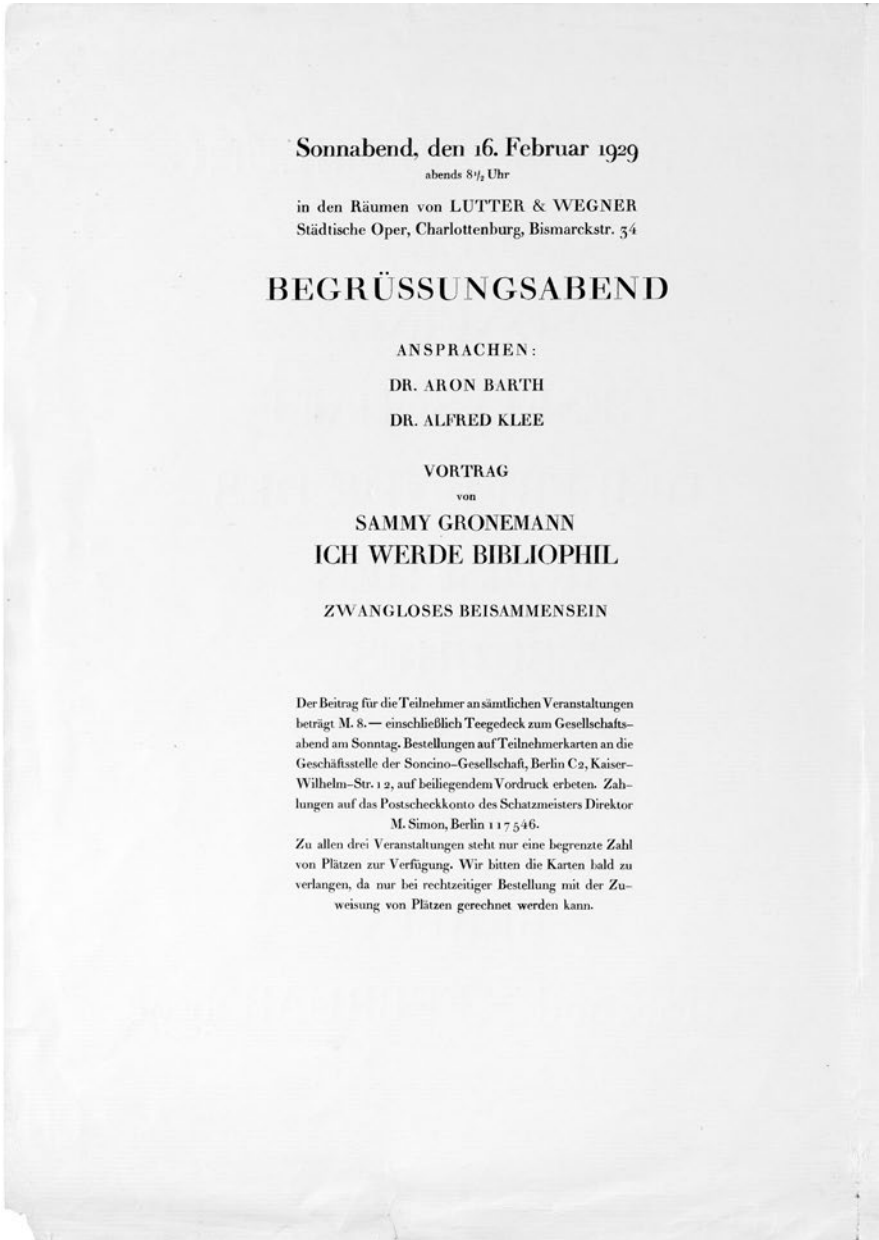 Sonnabend, den 16. Februar 1929
abends 8½ Uhr
in den Räumen von LUTTER & WEGNER
Städtische Oper, Charlottenburg, Bismarckstr. 34
BEGRÜSSUNGSABEND
ANSPRACHEN:
DR. ARON BARTH
DR. ALFRED KLEE
VORTRAG
von
SAMMY GRONEMANN
ICH WERDE BIBLIOPHIL
ZWANGLOSES BEISAMMENSEIN
Der Beitrag für die Teilnehmer an sämtlichen Veranstaltungen
beträgt M. 8.— einschließlich Teegedeck zum Gesellschafts-
abend am Sonntag. Bestellungen auf Teilnehmerkarten an die
Geschäftsstelle der Soncino-Gesellschaft, Berlin C2, Kaiser-
Wilhelm-Str. 12, auf beiliegendem Vordruck erbeten. Zah-
lungen auf das Postscheckkonto des Schatzmeisters Direktor
M. Simon, Berlin 117546.
Zu allen drei Veranstaltungen steht nur eine begrenzte Zahl
von Plätzen zur Verfügung. Wir bitten die Karten bald zu
verlangen, da nur bei rechtzeitiger Bestellung mit der Zu-
weisung von Plätzen gerechnet werden kann.